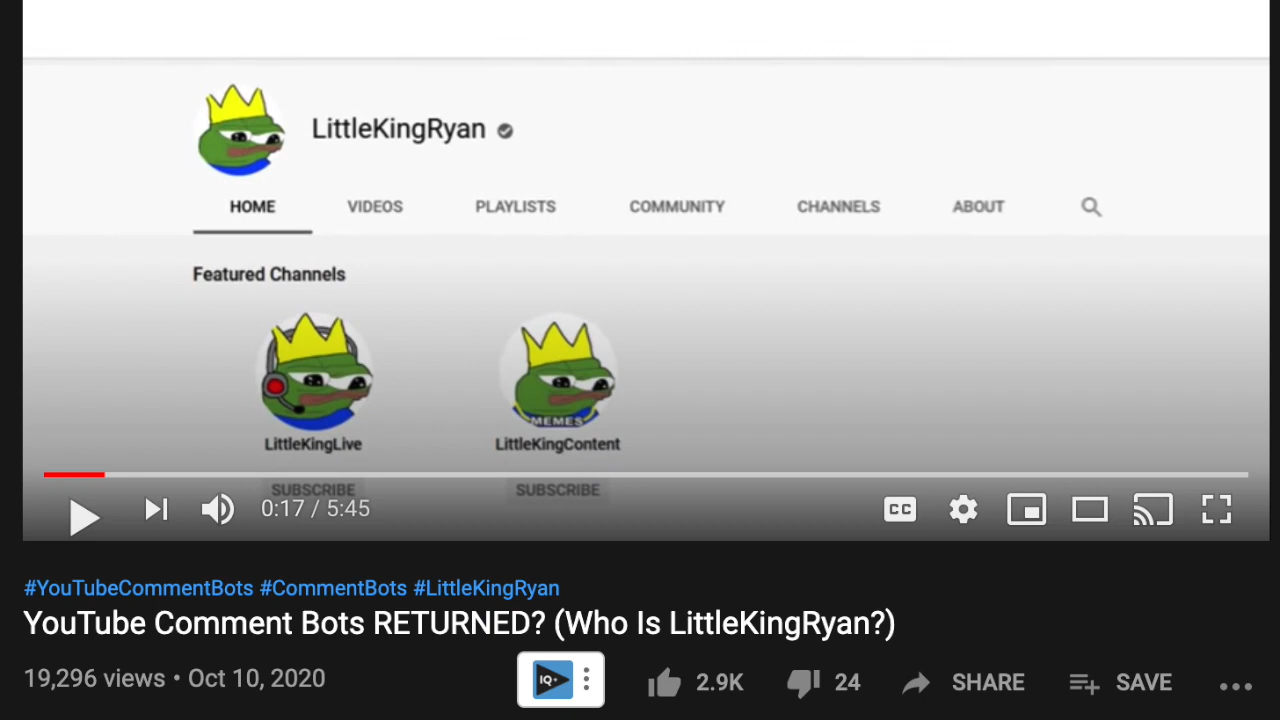 LittleKingRyan
HOME VIDEOS PLAYLISTS COMMUNITY CHANNELS ABOUT
Featured Channels
MEMES
LittleKingLive LittleKingContent
SUBSCRIBE SUBSCRIBE
0:17 / 5:45 CC
#YouTubeCommentBots #CommentBots #LittleKingRyan
YouTube Comment Bots RETURNED? (Who Is LittleKingRyan?)
19,296 views • Oct 10, 2020 IQ+ 2.9K 24 SHARE SAVE